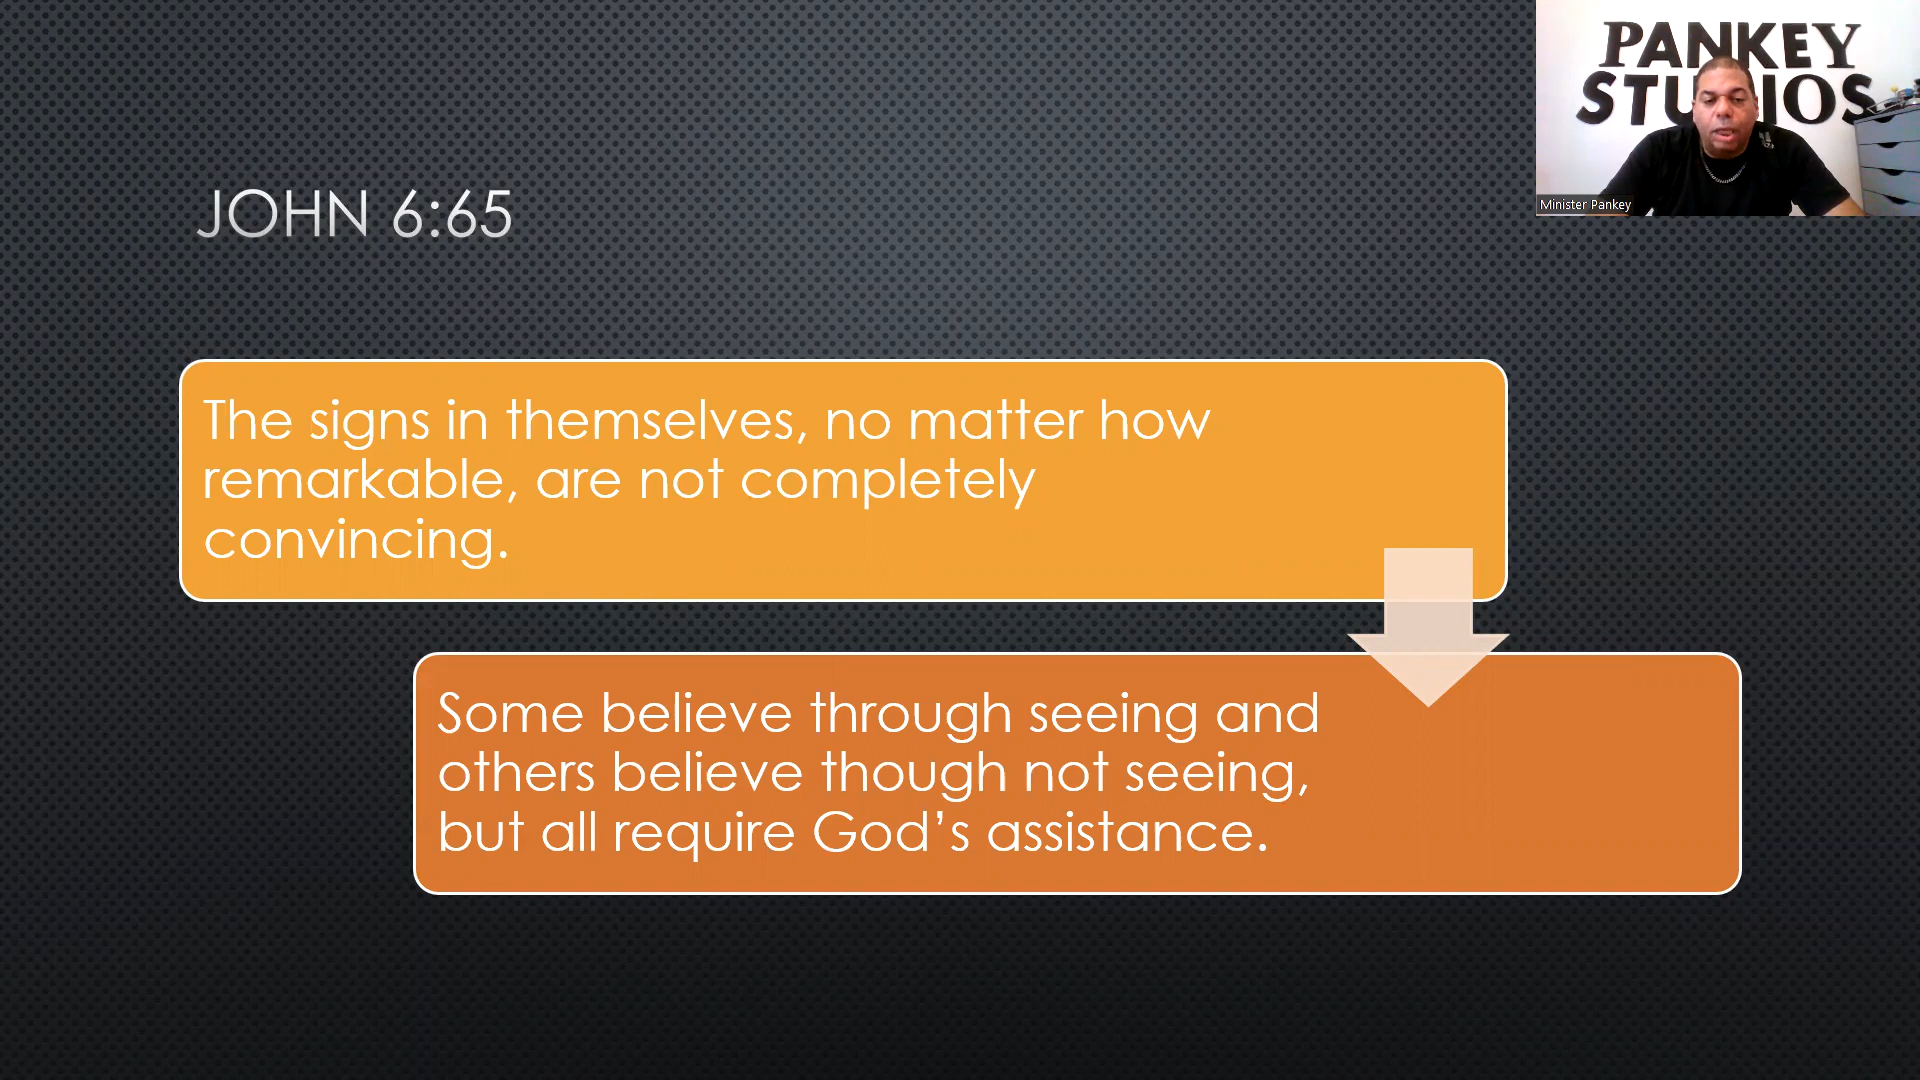 PANKEY
STUDIOS
Minister Pankey
JOHN 6:65
The signs in themselves, no matter how
remarkable, are not completely
convincing.
Some believe through seeing and
others believe though not seeing,
but all require God’s assistance.